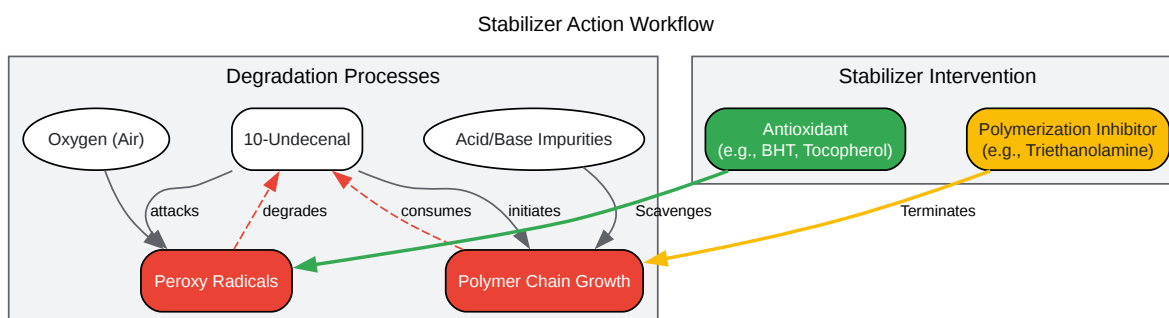 Stabilizer Action Workflow
Degradation Processes
Stabilizer Intervention
Oxygen (Air)
10-Undecenal
Acid/Base Impurities
Antioxidant
(e.g., BHT, Tocopherol)
Polymerization Inhibitor
(e.g., Triethanolamine)
attacks
degrades
consumes
initiates
Scavenges
Terminates
Peroxy Radicals
Polymer Chain Growth